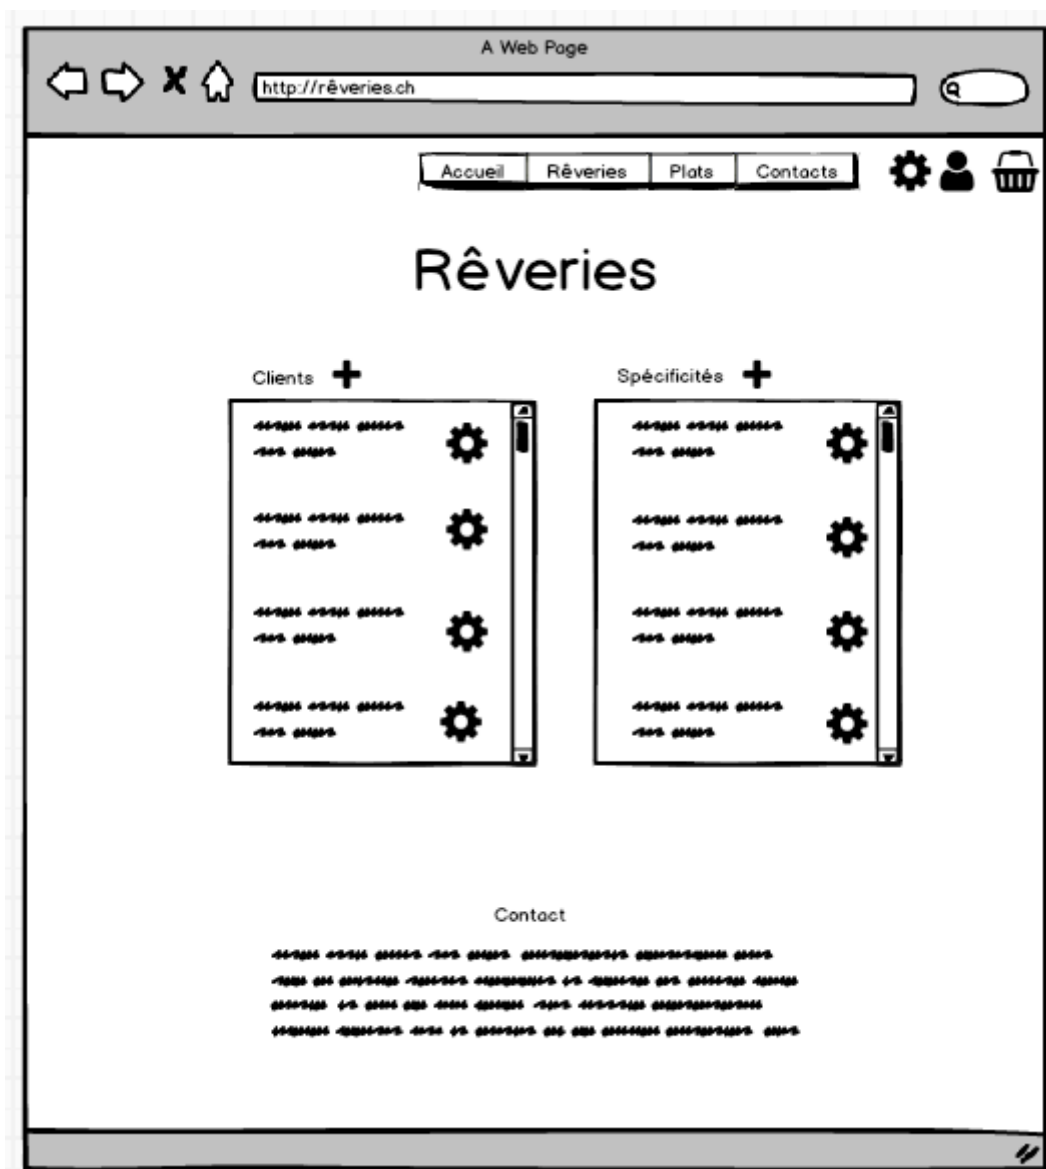 A Web Page
http://rêveries.ch
Accueil Rêveries Plats Contacts
Rêveries
Clients
Spécificités
Contact